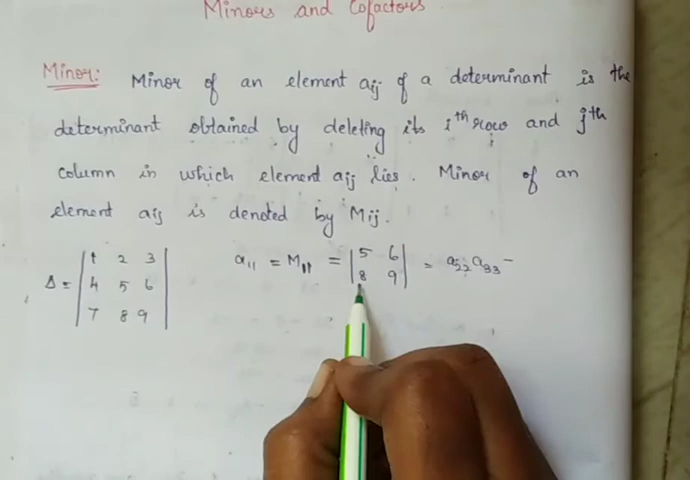 Minors and Cofactors
Minor: Minor of an element aij of a determinant is the
determinant obtained by deleting its ith row and jth
column in which element aij lies. Minor of an
element aij is denoted by Mij.
Δ = | 1 2 3 | a11 = M11 = | 5 6 | = a22 a33 -
| 4 5 6 | | 8 9 |
| 7 8 9 |